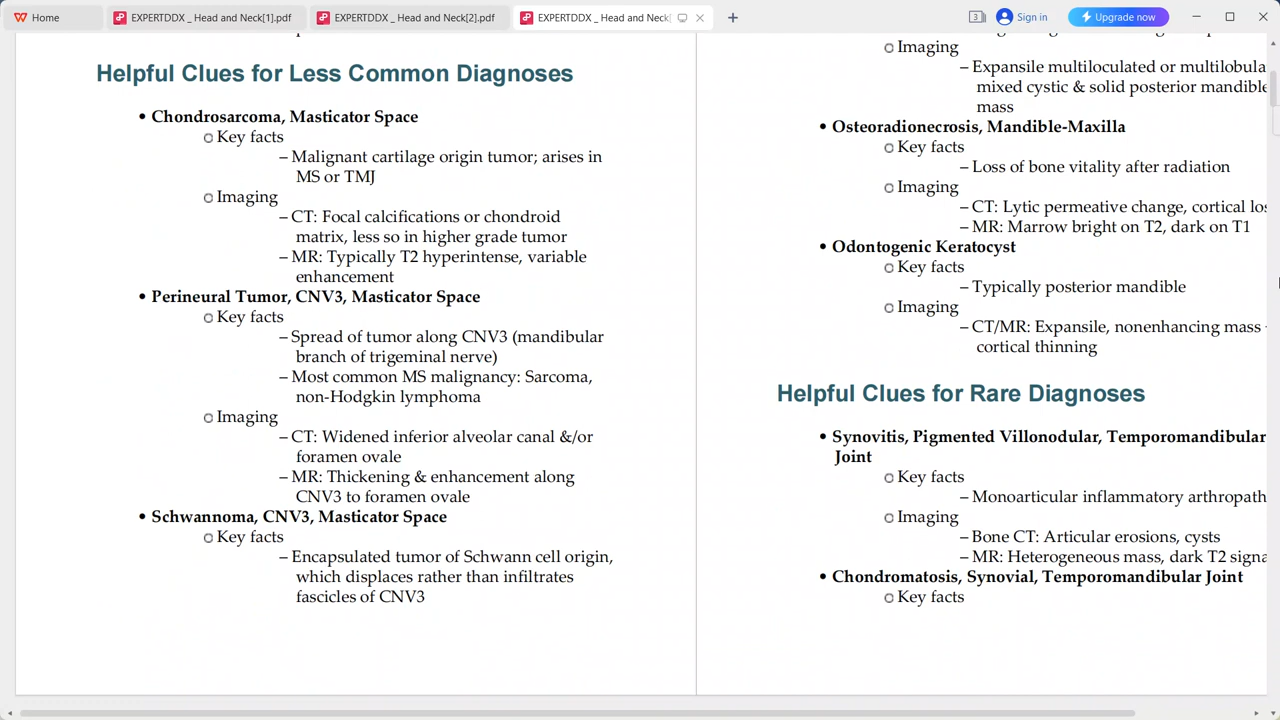 Home
EXPERTDDX _ Head and Neck[1].pdf
EXPERTDDX _ Head and Neck[2].pdf
EXPERTDDX _ Head and Neck[
3
Sign in
Upgrade now
Helpful Clues for Less Common Diagnoses
• Chondrosarcoma, Masticator Space
Key facts
– Malignant cartilage origin tumor; arises in
MS or TMJ
Imaging
– CT: Focal calcifications or chondroid
matrix, less so in higher grade tumor
– MR: Typically T2 hyperintense, variable
enhancement
• Perineural Tumor, CNV3, Masticator Space
Key facts
– Spread of tumor along CNV3 (mandibular
branch of trigeminal nerve)
– Most common MS malignancy: Sarcoma,
non-Hodgkin lymphoma
Imaging
– CT: Widened inferior alveolar canal &/or
foramen ovale
– MR: Thickening & enhancement along
CNV3 to foramen ovale
• Schwannoma, CNV3, Masticator Space
Key facts
– Encapsulated tumor of Schwann cell origin,
which displaces rather than infiltrates
fascicles of CNV3
Imaging
– Expansile multiloculated or multilobula
mixed cystic & solid posterior mandible
mass
• Osteoradionecrosis, Mandible-Maxilla
Key facts
– Loss of bone vitality after radiation
Imaging
– CT: Lytic permeative change, cortical los
– MR: Marrow bright on T2, dark on T1
• Odontogenic Keratocyst
Key facts
– Typically posterior mandible
Imaging
– CT/MR: Expansile, nonenhancing mass
cortical thinning
Helpful Clues for Rare Diagnoses
• Synovitis, Pigmented Villonodular, Temporomandibular
Joint
Key facts
– Monoarticular inflammatory arthropath
Imaging
– Bone CT: Articular erosions, cysts
– MR: Heterogeneous mass, dark T2 signa
• Chondromatosis, Synovial, Temporomandibular Joint
Key facts